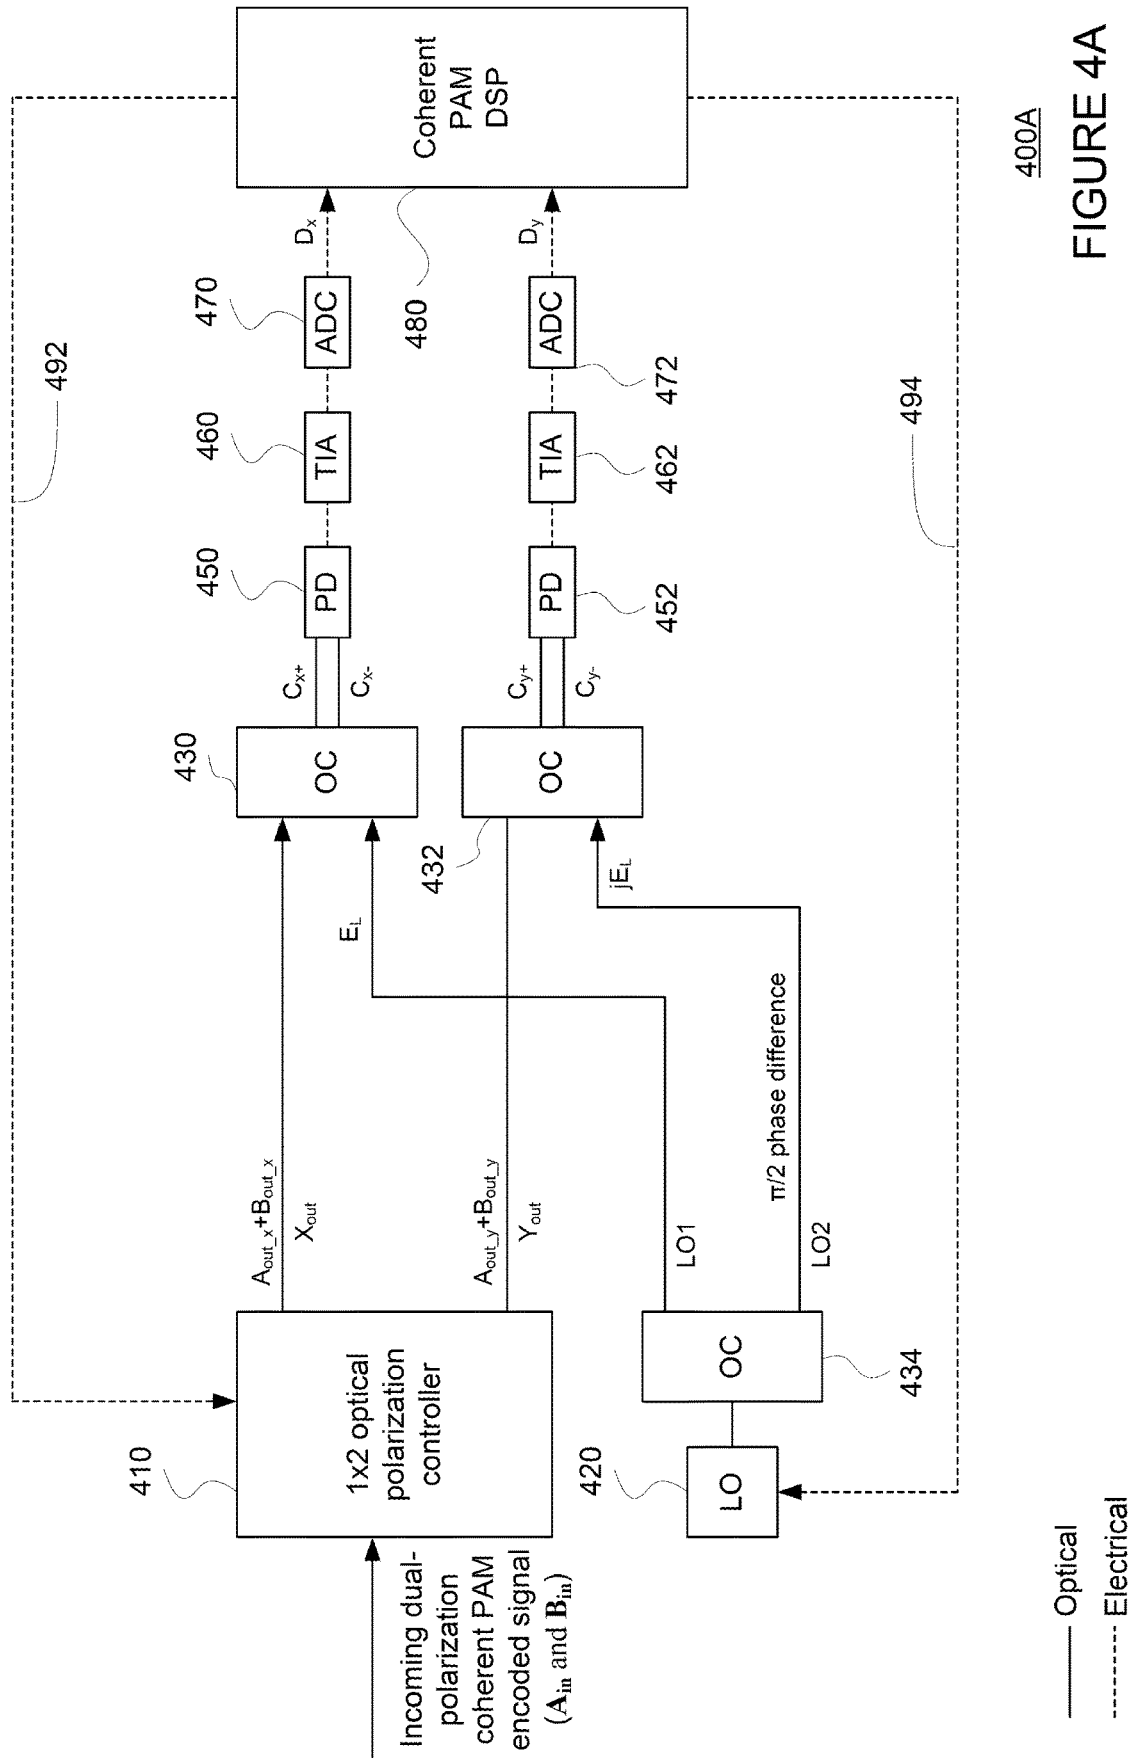 492
Coherent
PAM
DSP
480
Dx
Dy
470
ADC
460
TIA
450
PD
Cx+
Cx-
430
OC
ADC
472
TIA
462
PD
452
Cy+
Cy-
OC
432
EL
jEL
Aout_x+Bout_x
Xout
Aout_y+Bout_y
Yout
410
1x2 optical
polarization
controller
Incoming dual-
polarization
coherent PAM
encoded signal
(Ain and Bin)
LO1
π/2 phase difference
LO2
OC
434
420
LO
494
Optical
Electrical
400A
FIGURE 4A